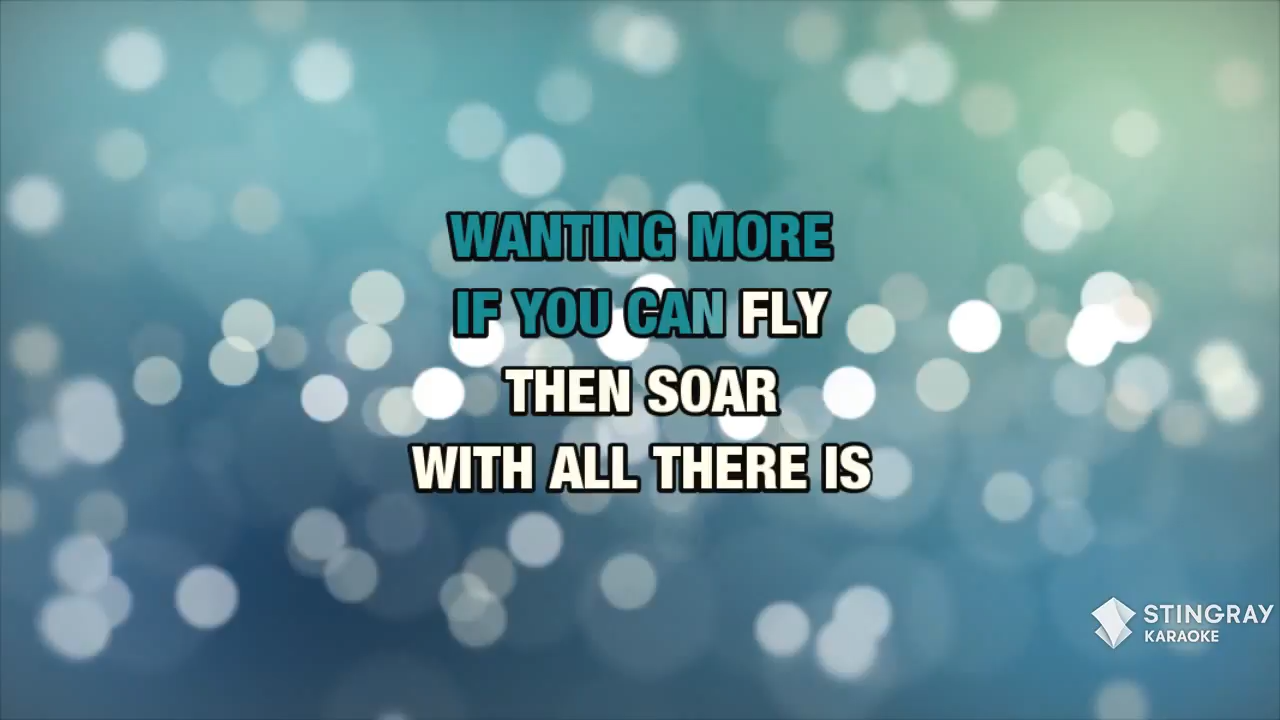 WANTING MORE
IF YOU CAN FLY
THEN SOAR
WITH ALL THERE IS
STINGRAY
KARAOKE